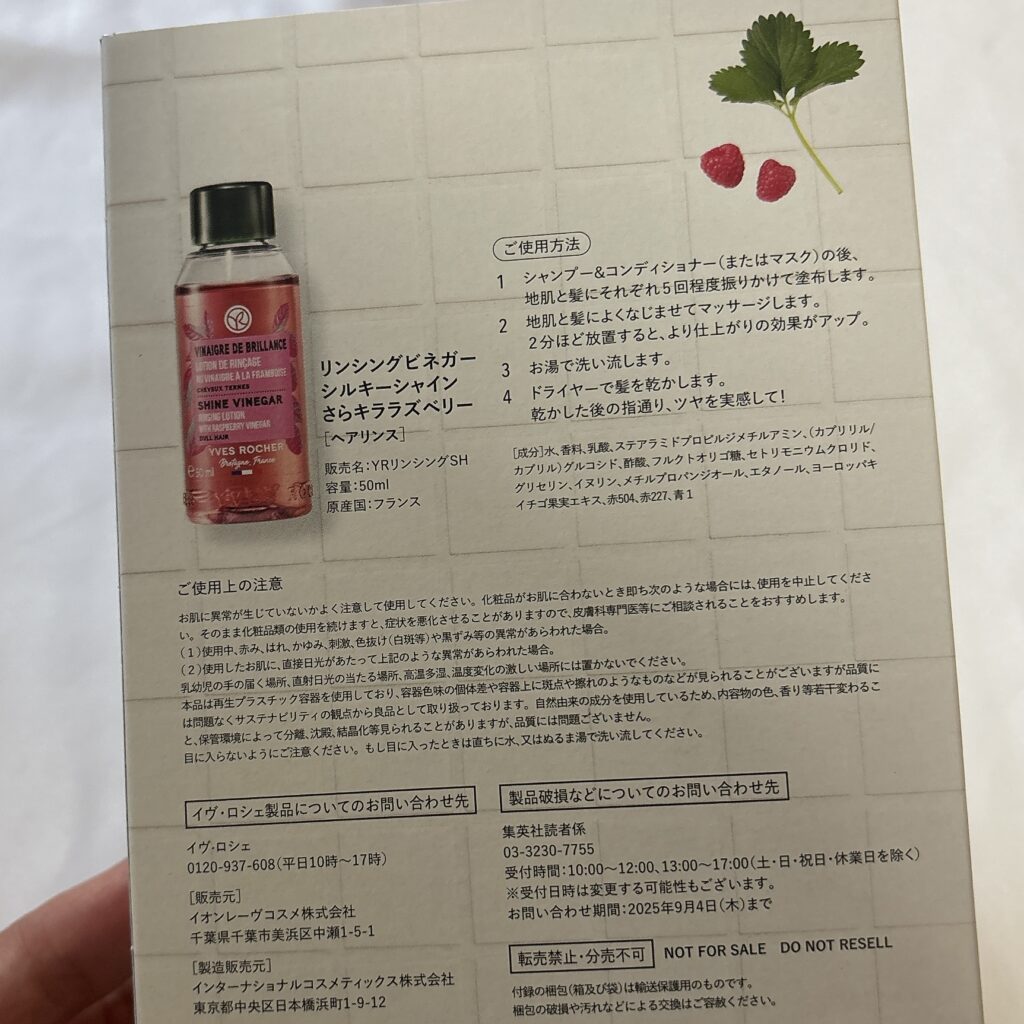 YR
VINAIGRE DE BRILLANCE
LOTION DE RINÇAGE
AU VINAIGRE À LA FRAMBOISE
CHEVEUX TERNES
SHINE VINEGAR
RINSING LOTION
WITH RASPBERRY VINEGAR
DULL HAIR
YVES ROCHER
Bretagne, France
e50 ml
リンシングビネガー
シルキーシャイン
さらキララズベリー
[ヘアリンス]
販売名:YRリンシングSH
容量:50ml
原産国:フランス
ご使用方法
1 シャンプー&コンディショナー(またはマスク)の後、
地肌と髪にそれぞれ5回程度振りかけて塗布します。
2 地肌と髪によくなじませてマッサージします。
2分ほど放置すると、より仕上がりの効果がアップ。
3 お湯で洗い流します。
4 ドライヤーで髪を乾かします。
乾かした後の指通り、ツヤを実感して!
[成分]水、香料、乳酸、ステアラミドプロピルジメチルアミン、(カプリリル/
カプリル)グルコシド、酢酸、フルクトオリゴ糖、セトリモニウムクロリド、
グリセリン、イヌリン、メチルプロパンジオール、エタノール、ヨーロッパキ
イチゴ果実エキス、赤504、赤227、青1
ご使用上の注意
お肌に異常が生じていないかよく注意して使用してください。化粧品がお肌に合わないとき即ち次のような場合には、使用を中止してくださ
い。そのまま化粧品類の使用を続けますと、症状を悪化させることがありますので、皮膚科専門医等にご相談されることをおすすめします。
(1)使用中、赤み、はれ、かゆみ、刺激、色抜け(白斑等)や黒ずみ等の異常があらわれた場合。
(2)使用したお肌に、直接日光があたって上記のような異常があらわれた場合。
乳幼児の手の届く場所、直射日光の当たる場所、高温多湿、温度変化の激しい場所には置かないでください。
本品は再生プラスチック容器を使用しており、容器色味の個体差や容器上に斑点や擦れのようなものなどが見られることがございますが品質に
は問題なくサステナビリティの観点から良品として取り扱っております。自然由来の成分を使用しているため、内容物の色、香り等若干変わるこ
と、保管環境によって分離、沈殿、結晶化等見られることがありますが、品質には問題ございません。
目に入らないようにご注意ください。もし目に入ったときは直ちに水、又はぬるま湯で洗い流してください。
イヴ・ロシェ製品についてのお問い合わせ先
イヴ・ロシェ
0120-937-608(平日10時〜17時)
[販売元]
イオンレーヴコスメ株式会社
千葉県千葉市美浜区中瀬1-5-1
[製造販売元]
インターナショナルコスメティックス株式会社
東京都中央区日本橋浜町1-9-12
製品破損などについてのお問い合わせ先
集英社読者係
03-3230-7755
受付時間:10:00〜12:00、13:00〜17:00(土・日・祝日・休業日を除く)
※受付日時は変更する可能性もございます。
お問い合わせ期間:2025年9月4日(木)まで
転売禁止・分売不可 NOT FOR SALE DO NOT RESELL
付録の梱包(箱及び袋)は輸送保護用のものです。
梱包の破損や汚れなどによる交換はご容赦ください。